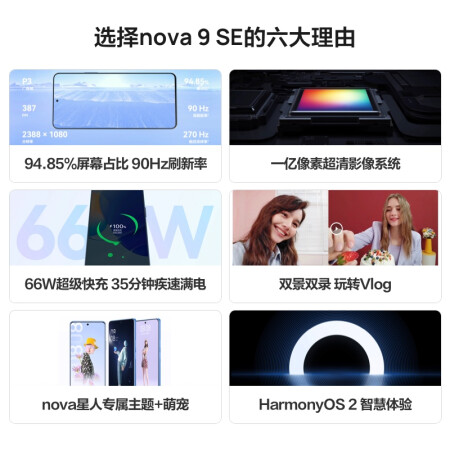 选择nova 9 SE的六大理由
P3
94.85%
387
90 Hz
2388 × 1080
270 Hz
94.85%屏幕占比 90Hz刷新率
一亿像素超清影像系统
66W
100%
66W超级快充 35分钟疾速满电
双景双录 玩转Vlog
nova星人专属主题+萌宠
HarmonyOS 2 智慧体验